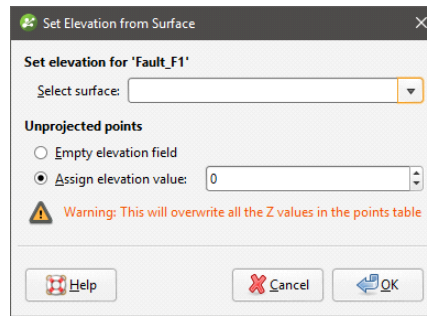 Set Elevation from Surface
Set elevation for 'Fault_F1'
Select surface:
Unprojected points
Empty elevation field
Assign elevation value: 0
Warning: This will overwrite all the Z values in the points table
Help Cancel OK